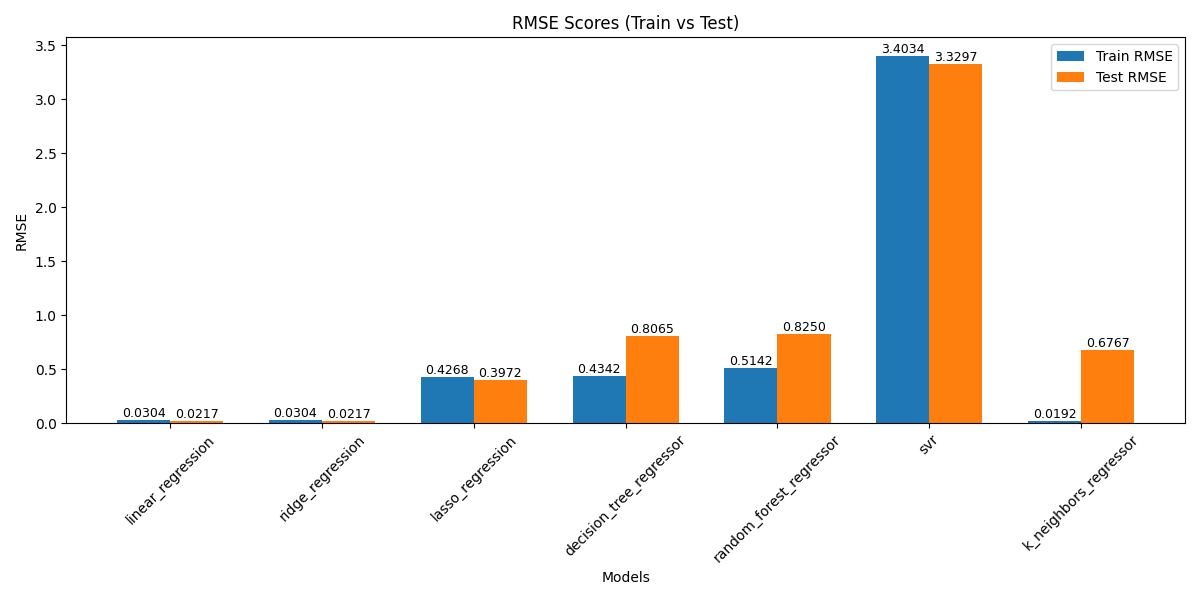 RMSE Scores (Train vs Test)
Train RMSE
Test RMSE
RMSE
3.5
3.0
2.5
2.0
1.5
1.0
0.5
0.0
0.0304
0.0217
0.0304
0.0217
0.4268
0.3972
0.4342
0.8065
0.5142
0.8250
3.4034
3.3297
0.0192
0.6767
linear_regression
ridge_regression
lasso_regression
decision_tree_regressor
random_forest_regressor
svr
k_neighbors_regressor
Models